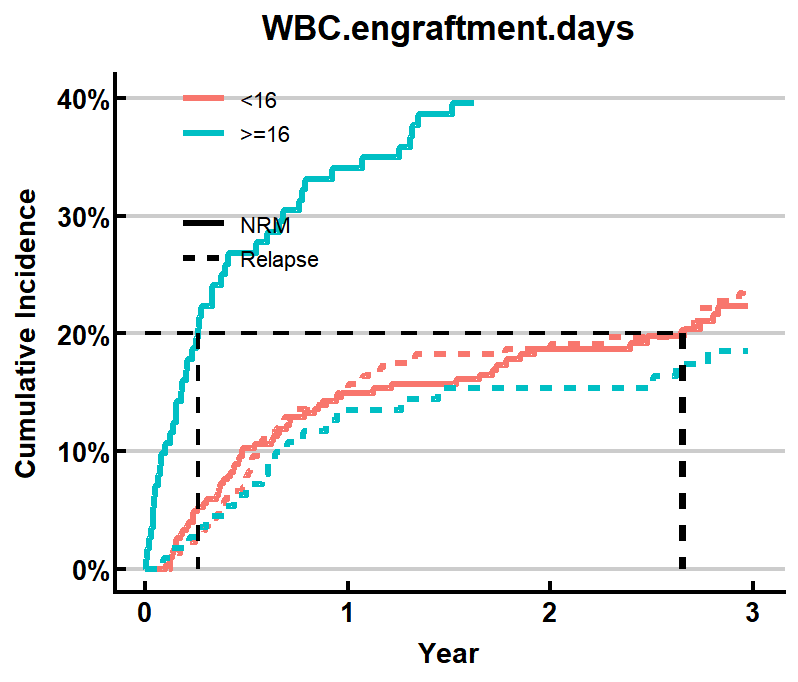 WBC.engraftment.days
Cumulative Incidence
40%
30%
20%
10%
0%
<16
>=16
NRM
Relapse
0 1 2 3
Year